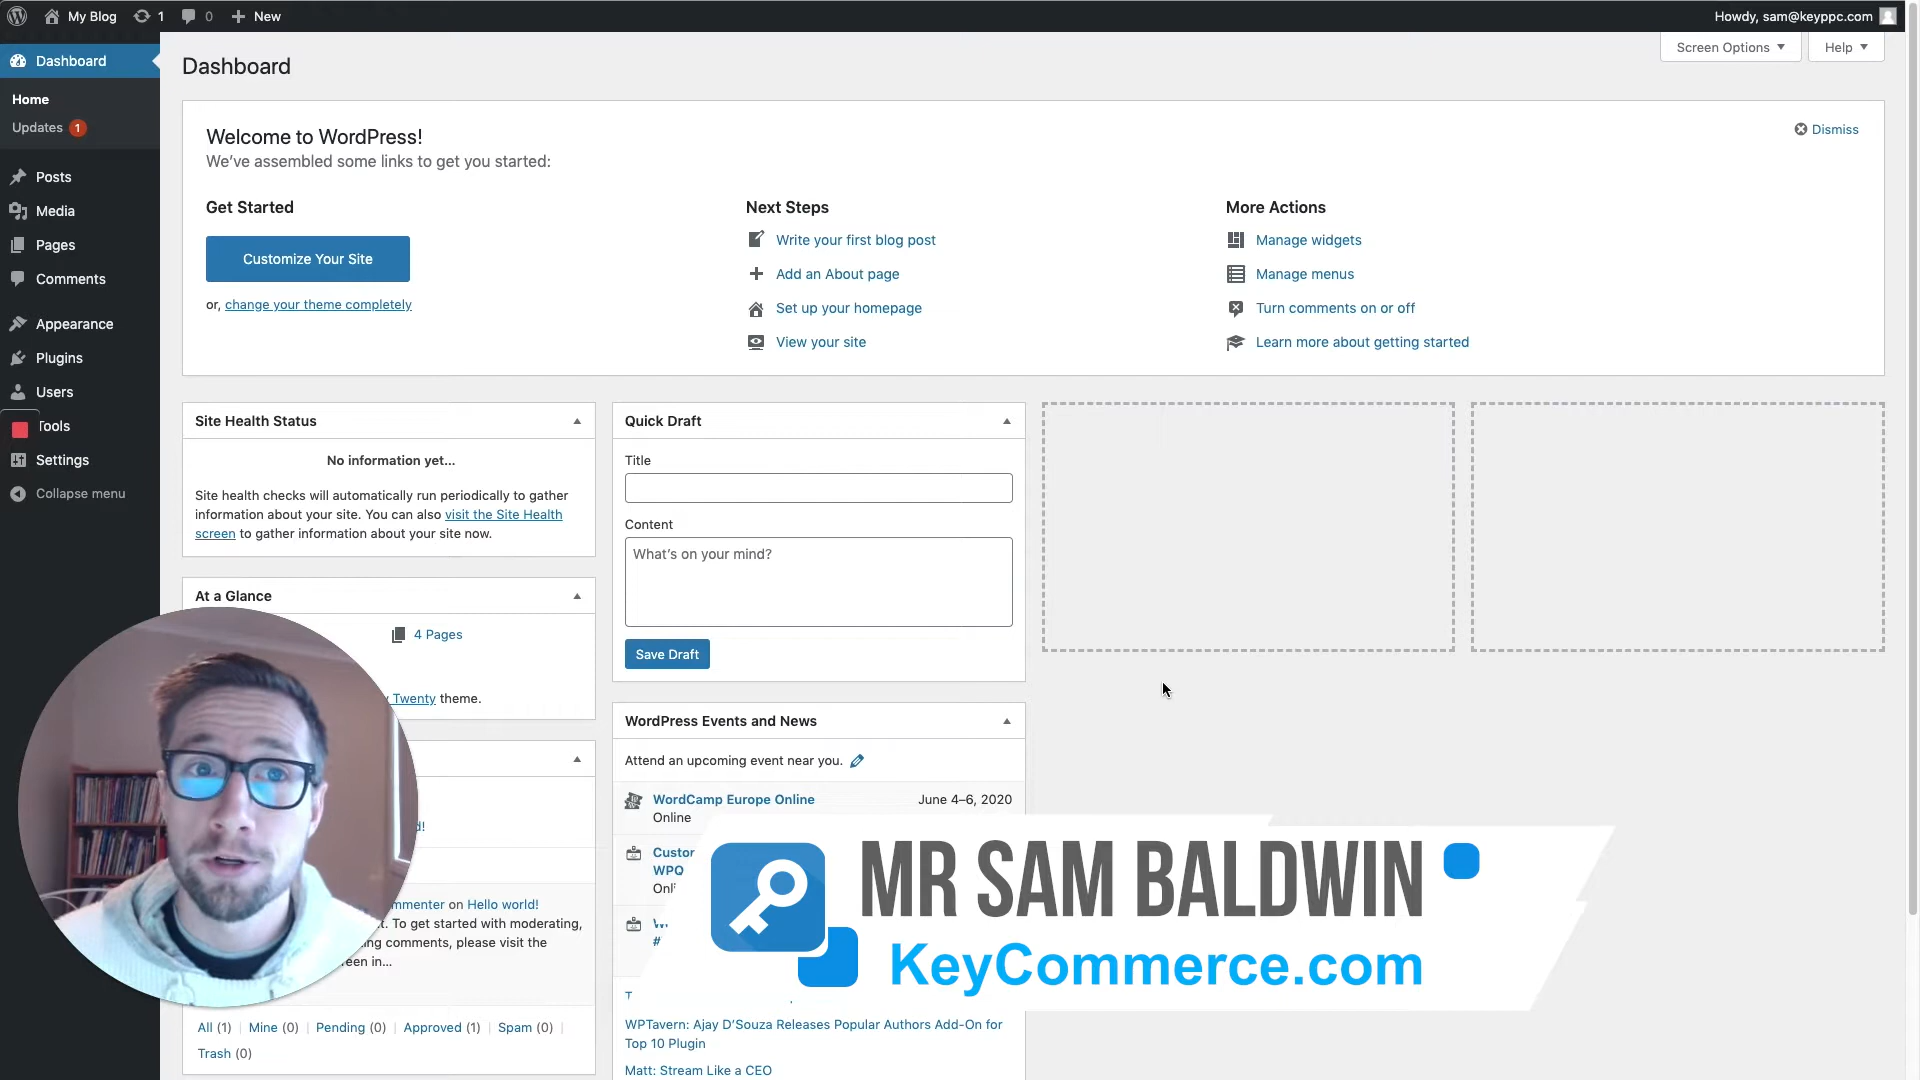 My Blog 1 0 New
Howdy, sam@keyppc.com
Screen Options Help
Dashboard
Home
Updates 1
Posts
Media
Pages
Comments
Appearance
Plugins
Users
Tools
Settings
Collapse menu
Dashboard
Welcome to WordPress!
We've assembled some links to get you started:
Dismiss
Get Started
Customize Your Site
or, change your theme completely
Next Steps
Write your first blog post
Add an About page
Set up your homepage
View your site
More Actions
Manage widgets
Manage menus
Turn comments on or off
Learn more about getting started
Site Health Status
No information yet...
Site health checks will automatically run periodically to gather
information about your site. You can also visit the Site Health
screen to gather information about your site now.
At a Glance
4 Pages
Twenty theme.
on Hello world!
To get started with moderating,
comments, please visit the
in...
All (1) | Mine (0) | Pending (0) | Approved (1) | Spam (0) |
Trash (0)
Quick Draft
Title
Content
What's on your mind?
Save Draft
WordPress Events and News
Attend an upcoming event near you.
WordCamp Europe Online June 4–6, 2020
Online
WPQ
#
MR SAM BALDWIN
KeyCommerce.com
WPTavern: Ajay D'Souza Releases Popular Authors Add-On for
Top 10 Plugin
Matt: Stream Like a CEO